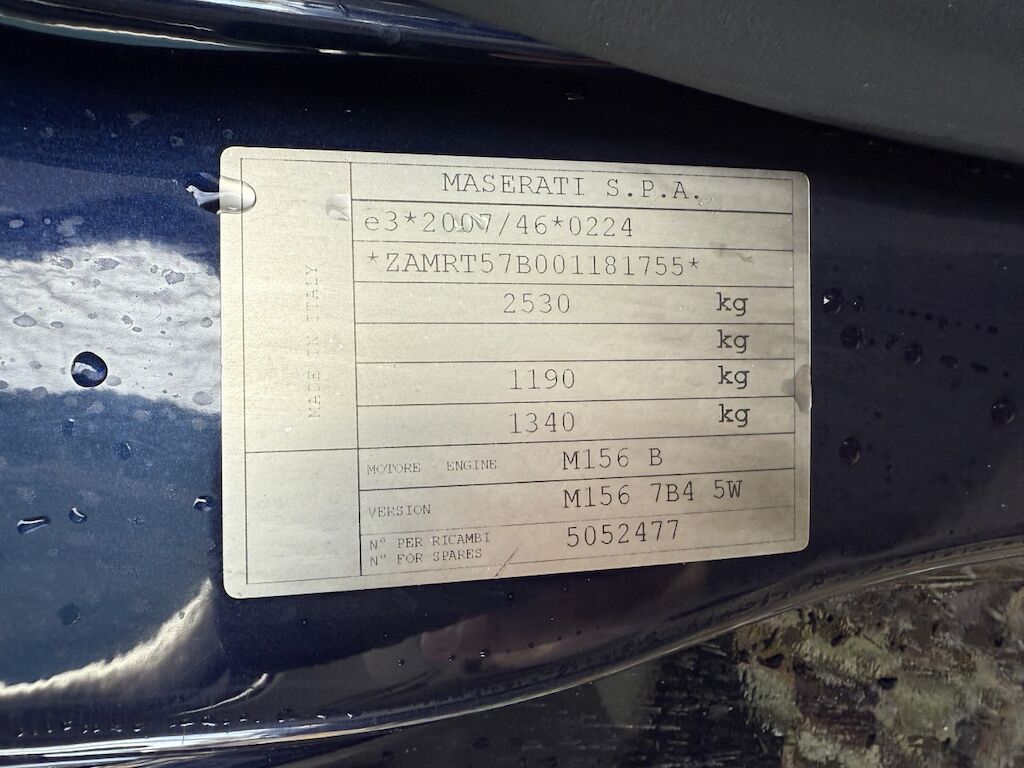 MASERATI S.P.A.
e3*2007/46*0224
*ZAMRT57B001181755*
2530 kg
kg
1190 kg
1340 kg
MADE IN ITALY
MOTORE - ENGINE M156 B
VERSION M156 7B4 5W
N° PER RICAMBI
N° FOR SPARES 5052477